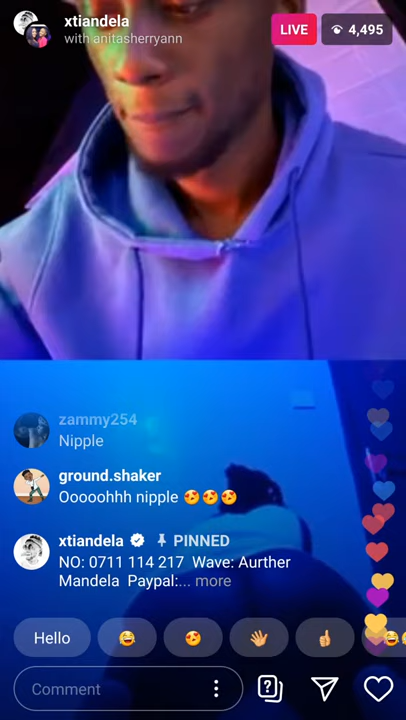 xtiandela
with anitasherryann
LIVE
4,495
zammy254
Nipple
ground.shaker
Ooooohhh nipple 😍😍😍
xtiandela PINNED
NO: 0711 114 217 Wave: Aurther
Mandela Paypal:... more
Hello
Comment